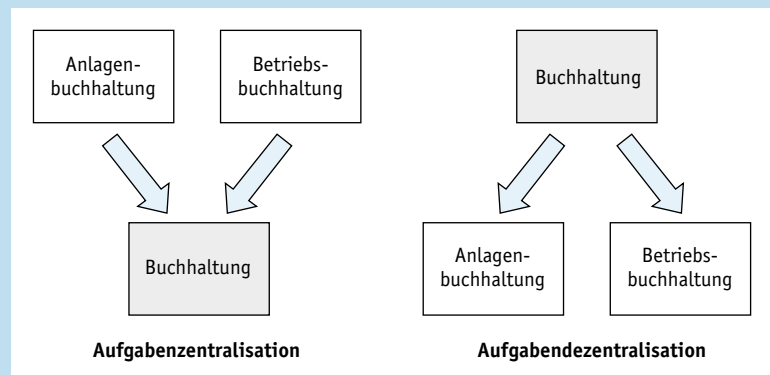 Anlagen-
buchhaltung
Betriebs-
buchhaltung
Buchhaltung
Buchhaltung
Anlagen-
buchhaltung
Betriebs-
buchhaltung
Aufgabenzentralisation
Aufgabendezentralisation